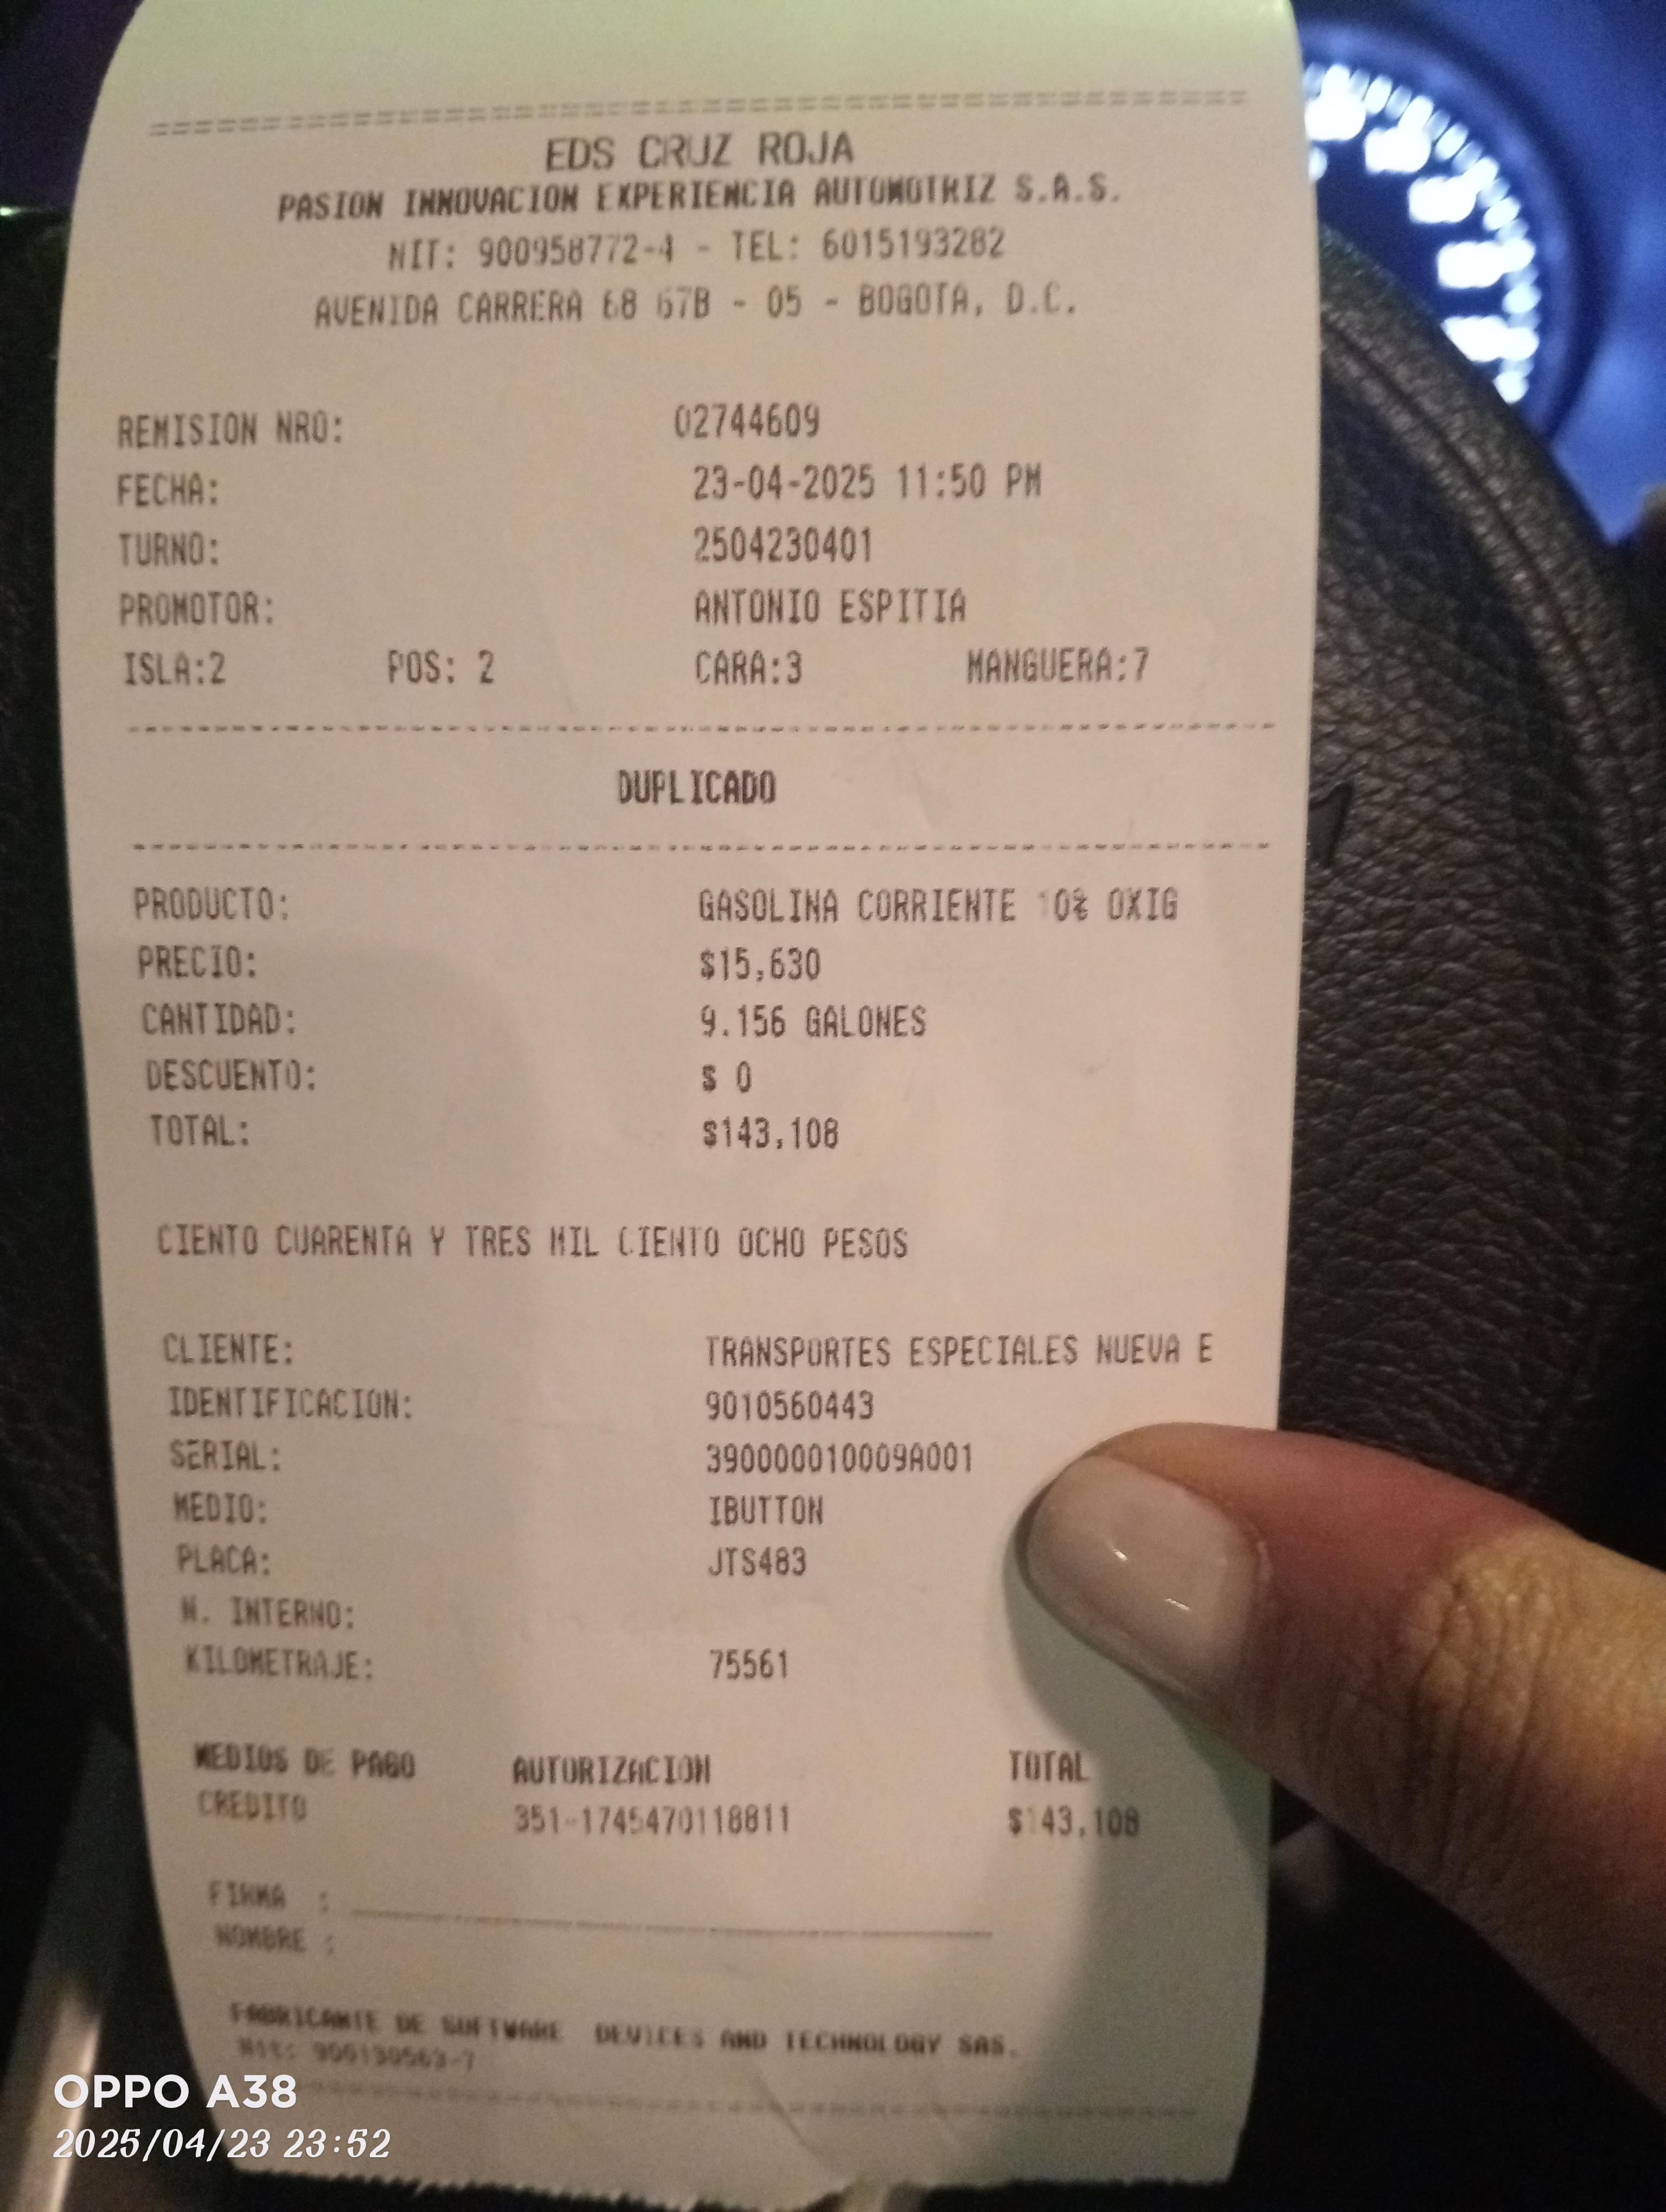 EDS CRUZ ROJA
PASION INNOVACION EXPERIENCIA AUTOMOTRIZ S.A.S.
NIT: 900958772-4 - TEL: 6015193282
AVENIDA CARRERA 68 67B - 05 - BOGOTA, D.C.
REMISION NRO: 02744609
FECHA: 23-04-2025 11:50 PM
TURNO: 2504230401
PROMOTOR: ANTONIO ESPITIA
ISLA:2 POS: 2 CARA:3 MANGUERA:7
DUPLICADO
PRODUCTO: GASOLINA CORRIENTE 10% OXIG
PRECIO: $15,630
CANTIDAD: 9.156 GALONES
DESCUENTO: $ 0
TOTAL: $143,108
CIENTO CUARENTA Y TRES MIL CIENTO OCHO PESOS
CLIENTE: TRANSPORTES ESPECIALES NUEVA E
IDENTIFICACION: 9010560443
SERIAL: 390000010009A001
MEDIO: IBUTTON
PLACA: JTS483
N. INTERNO:
KILOMETRAJE: 75561
MEDIOS DE PAGO AUTORIZACION TOTAL
CREDITO 351-1745470118811 $143,108
FIRMA :
NOMBRE :
FABRICANTE DE SOFTWARE DEVICES AND TECHNOLOGY SAS.
NIT:
OPPO A38
2025/04/23 23:52